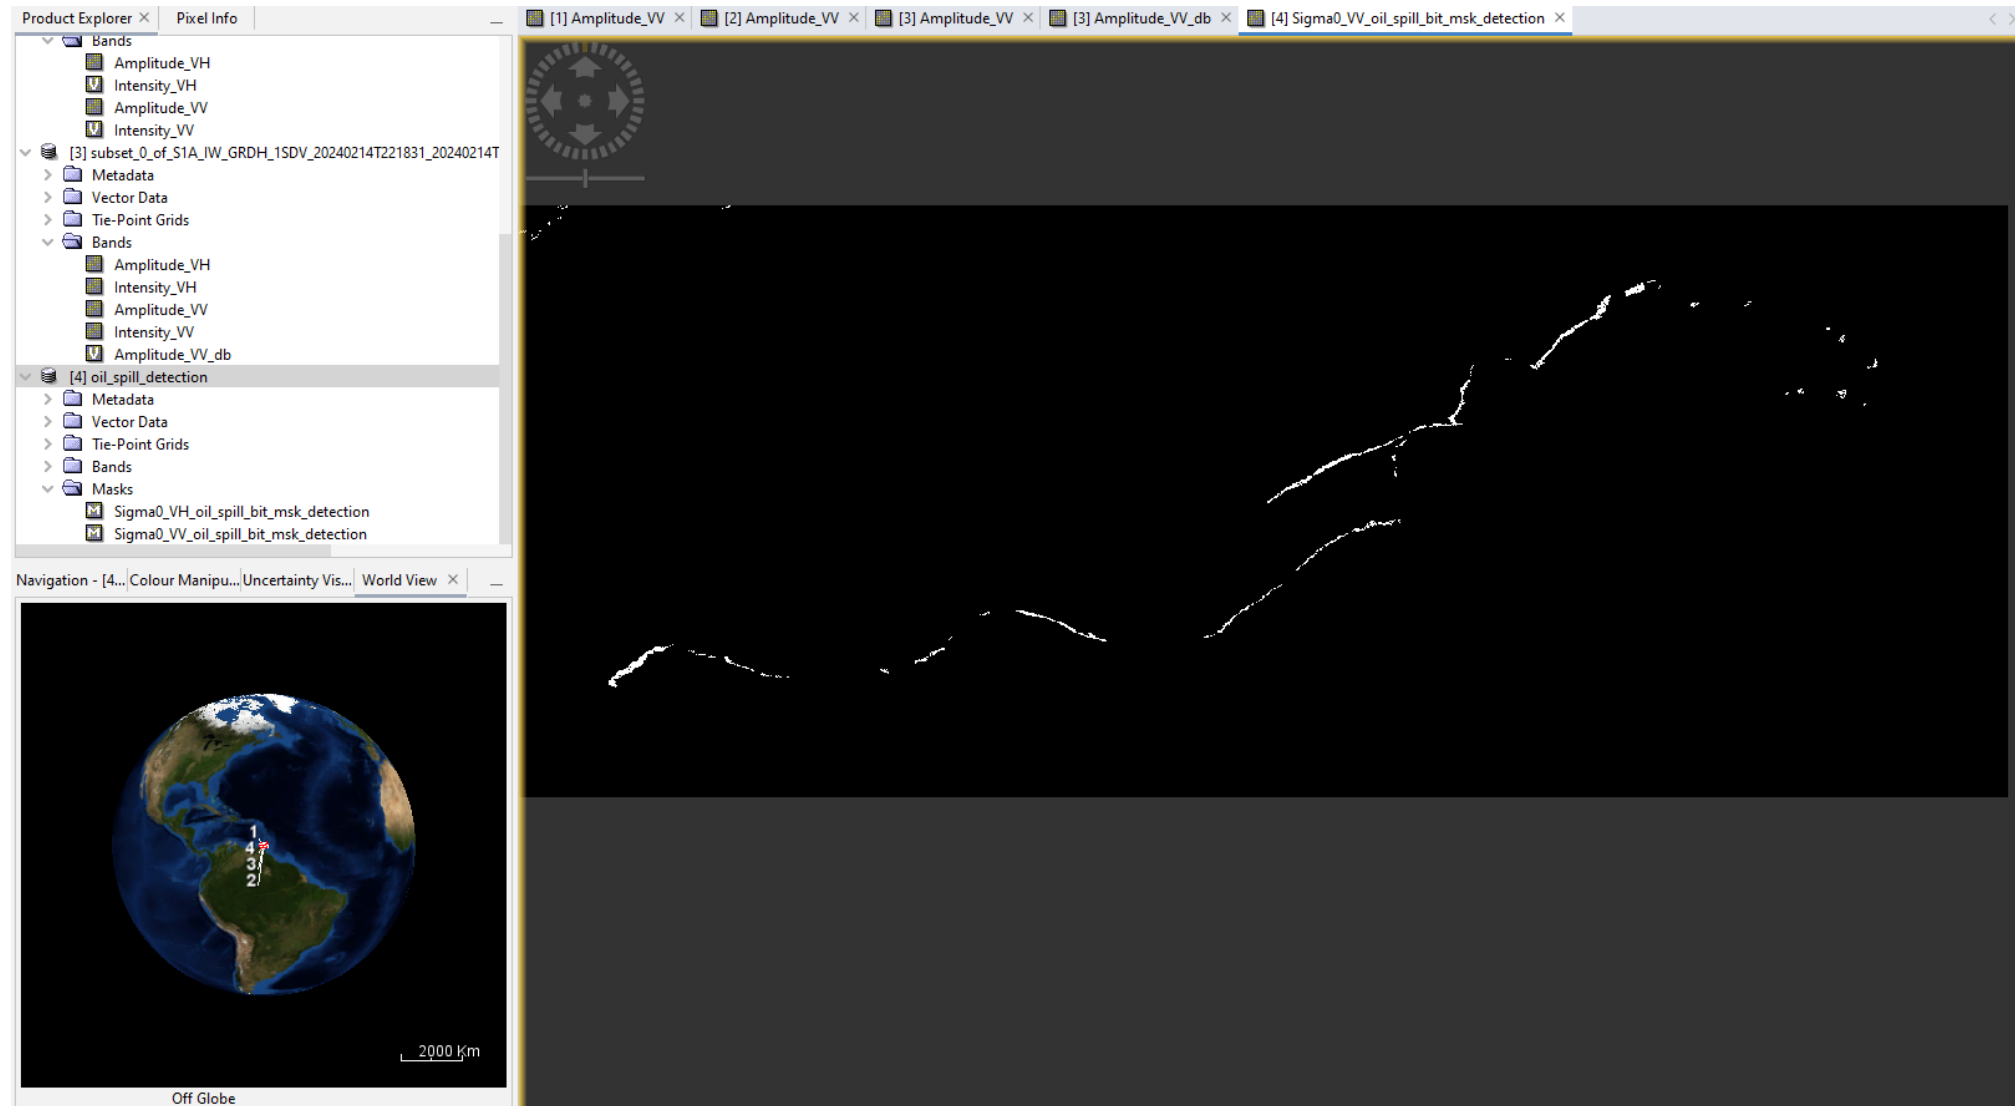 Product Explorer × Pixel Info
[1] Amplitude_VV × [2] Amplitude_VV × [3] Amplitude_VV × [3] Amplitude_VV_db × [4] Sigma0_VV_oil_spill_bit_msk_detection ×
Bands
Amplitude_VH
Intensity_VH
Amplitude_VV
Intensity_VV
[3] subset_0_of_S1A_IW_GRDH_1SDV_20240214T221831_20240214T
Metadata
Vector Data
Tie-Point Grids
Bands
Amplitude_VH
Intensity_VH
Amplitude_VV
Intensity_VV
Amplitude_VV_db
[4] oil_spill_detection
Metadata
Vector Data
Tie-Point Grids
Bands
Masks
Sigma0_VH_oil_spill_bit_msk_detection
Sigma0_VV_oil_spill_bit_msk_detection
Navigation - [4... Colour Manipu... Uncertainty Vis... World View ×
1
4
3
2
2000 Km
Off Globe